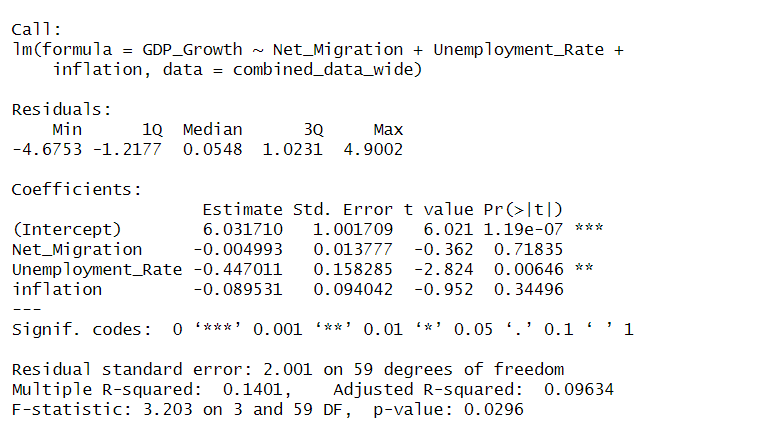 Call:
lm(formula = GDP_Growth ~ Net_Migration + Unemployment_Rate +
    inflation, data = combined_data_wide)

Residuals:
    Min      1Q  Median      3Q     Max
-4.6753 -1.2177  0.0548  1.0231  4.9002

Coefficients:
                   Estimate Std. Error t value Pr(>|t|)
(Intercept)        6.031710   1.001709   6.021 1.19e-07 ***
Net_Migration     -0.004993   0.013777  -0.362  0.71835
Unemployment_Rate -0.447011   0.158285  -2.824  0.00646 **
inflation         -0.089531   0.094042  -0.952  0.34496
---
Signif. codes:  0 ‘***’ 0.001 ‘**’ 0.01 ‘*’ 0.05 ‘.’ 0.1 ‘ ’ 1

Residual standard error: 2.001 on 59 degrees of freedom
Multiple R-squared:  0.1401,    Adjusted R-squared:  0.09634
F-statistic: 3.203 on 3 and 59 DF,  p-value: 0.0296